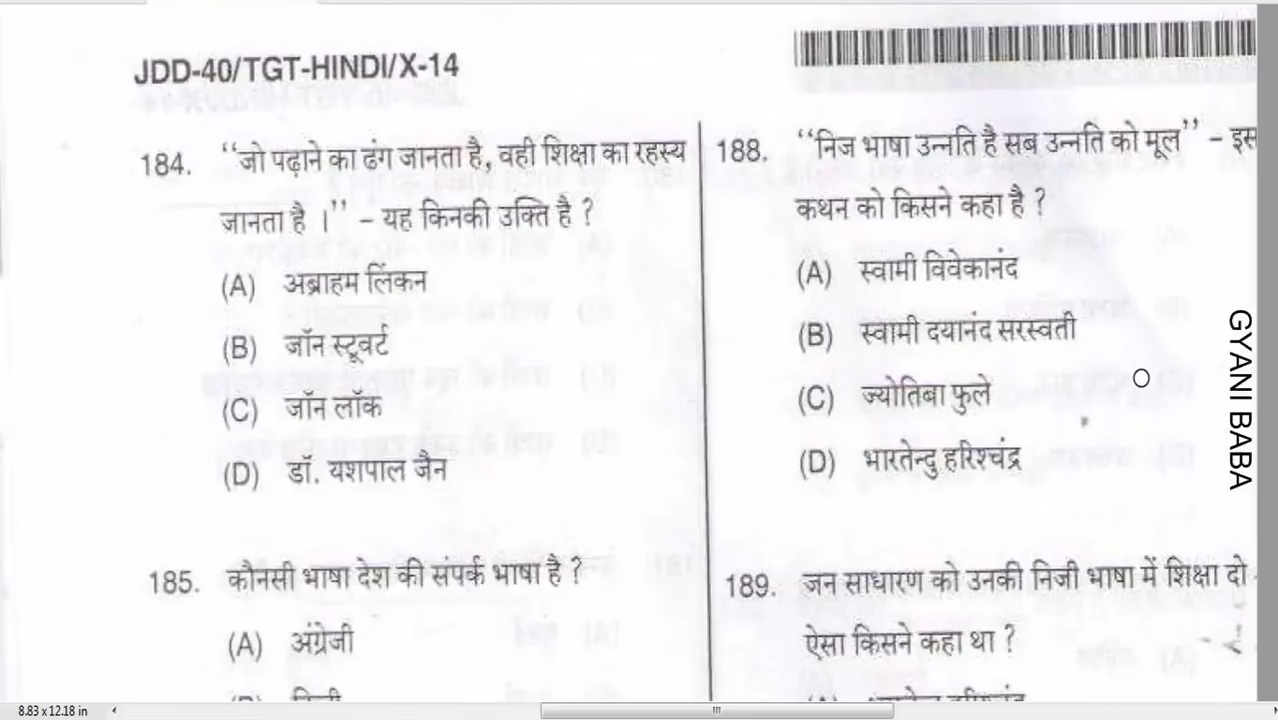 JDD-40/TGT-HINDI/X-14
184. ‘‘जो पढ़ाने का ढंग जानता है, वही शिक्षा का रहस्य
जानता है ।’’ – यह किनकी उक्ति है ?
(A) अब्राहम लिंकन
(B) जॉन स्टूवर्ट
(C) जॉन लॉक
(D) डॉ. यशपाल जैन
185. कौनसी भाषा देश की संपर्क भाषा है ?
(A) अंग्रेजी
188. ‘‘निज भाषा उन्नति है सब उन्नति को मूल’’ – इस
कथन को किसने कहा है ?
(A) स्वामी विवेकानंद
(B) स्वामी दयानंद सरस्वती
(C) ज्योतिबा फुले
(D) भारतेन्दु हरिश्चंद्र
189. जन साधारण को उनकी निजी भाषा में शिक्षा दो
ऐसा किसने कहा था ?
GYANI BABA
8.83 x 12.18 in